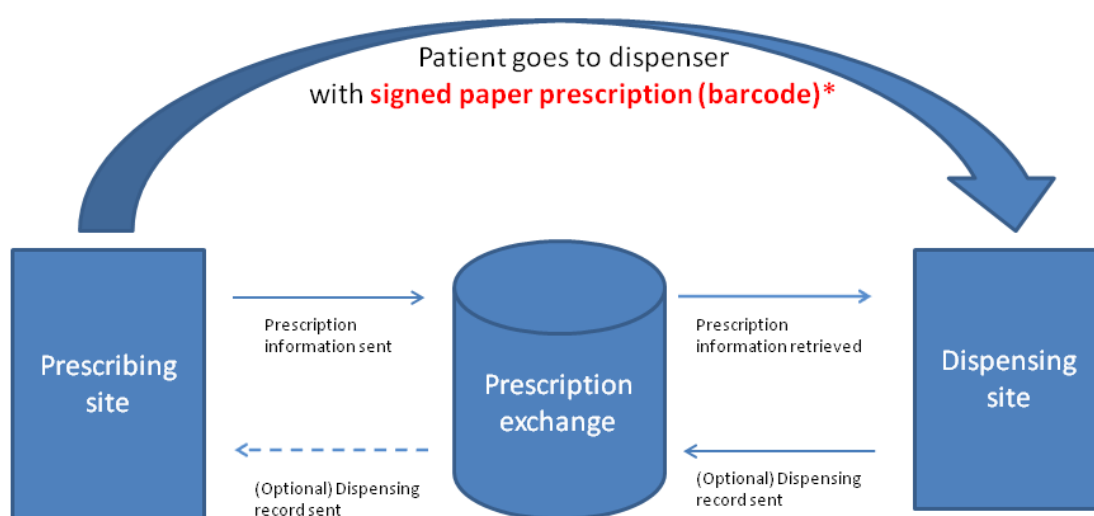 Patient goes to dispenser
with signed paper prescription (barcode)*
Prescribing
site
Prescription
information sent
(Optional) Dispensing
record sent
Prescription
exchange
Prescription
information retrieved
(Optional) Dispensing
record sent
Dispensing
site